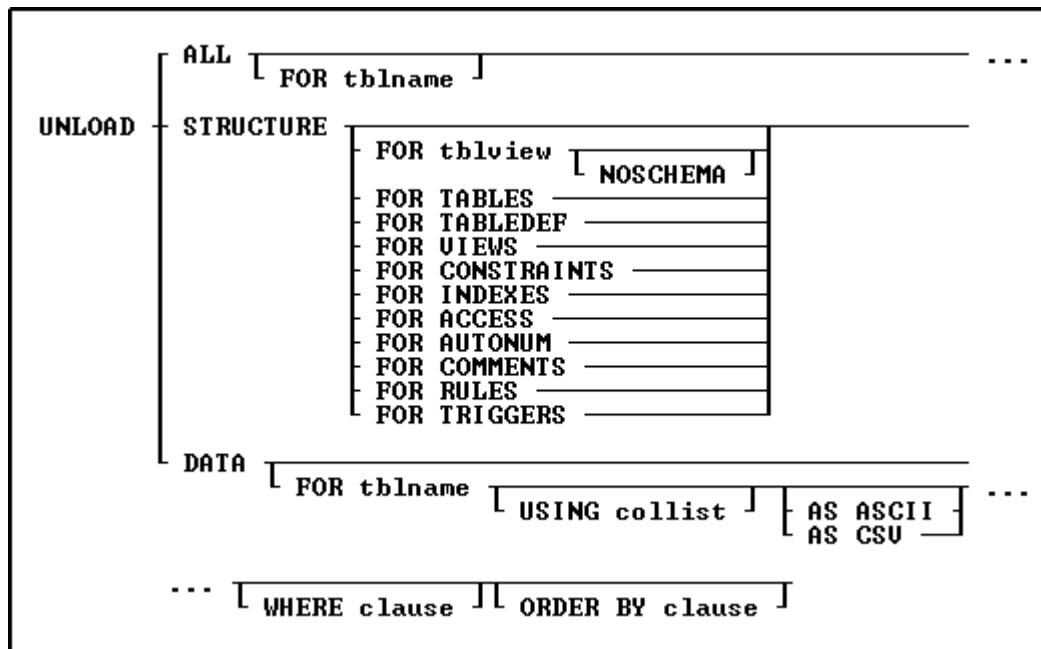 ALL ...
FOR tblname
UNLOAD STRUCTURE
FOR tblview
NOSCHEMA
FOR TABLES
FOR TABLEDEF
FOR VIEWS
FOR CONSTRAINTS
FOR INDEXES
FOR ACCESS
FOR AUTONUM
FOR COMMENTS
FOR RULES
FOR TRIGGERS
DATA
FOR tblname ...
USING collist AS ASCII
AS CSV
...
WHERE clause ORDER BY clause